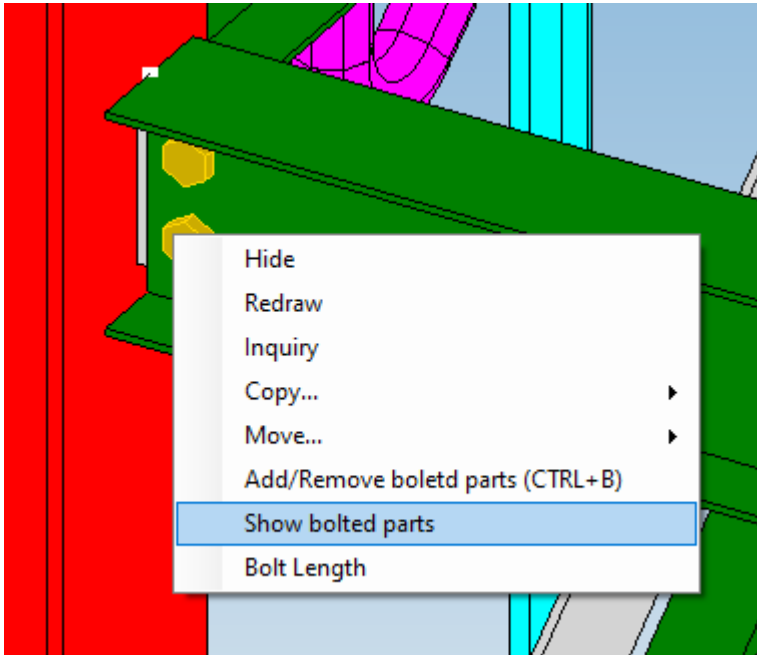 Hide
Redraw
Inquiry
Copy...
Move...
Add/Remove boletd parts (CTRL+B)
Show bolted parts
Bolt Length